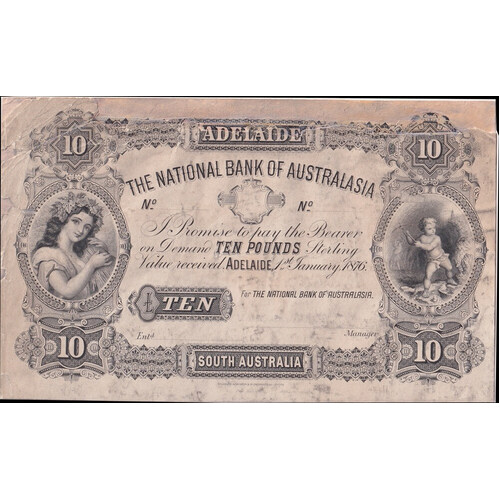 ADELAIDE
10 10
THE NATIONAL BANK OF AUSTRALASIA
No No
I Promise to pay the Bearer
on Demand TEN POUNDS Sterling
Value received. ADELAIDE 1st January 1876.
£ TEN For THE NATIONAL BANK OF AUSTRALASIA.
Entd Manager
10 10
SOUTH AUSTRALIA